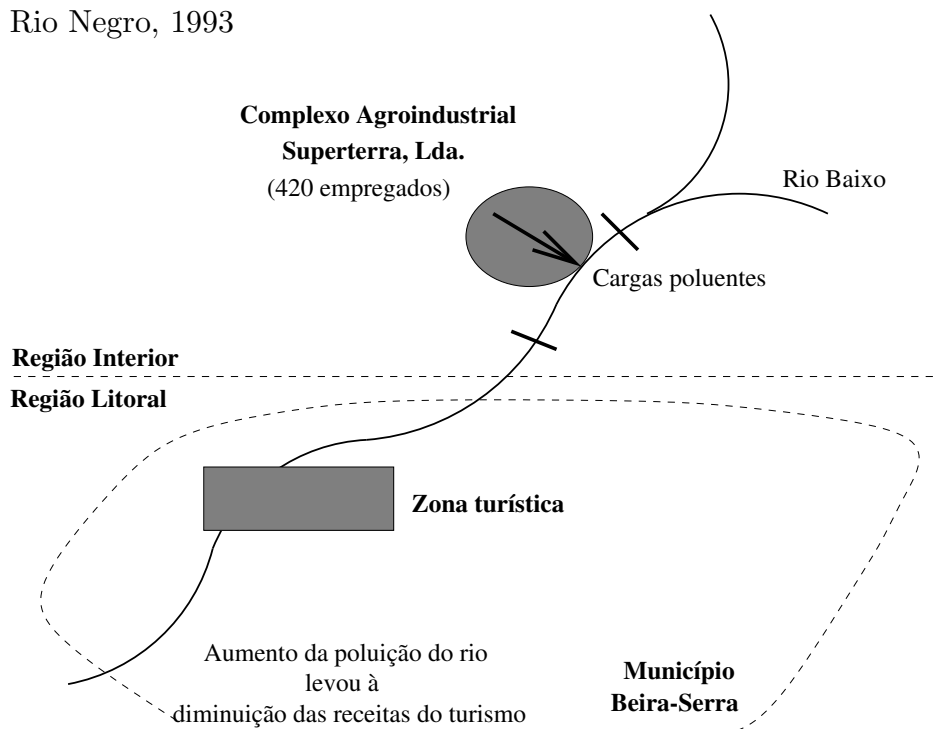 Rio Negro, 1993
Complexo Agroindustrial
Superterra, Lda.
(420 empregados)
Rio Baixo
Cargas poluentes
Região Interior
Região Litoral
Zona turística
Aumento da poluição do rio
levou à
diminuição das receitas do turismo
Município
Beira-Serra